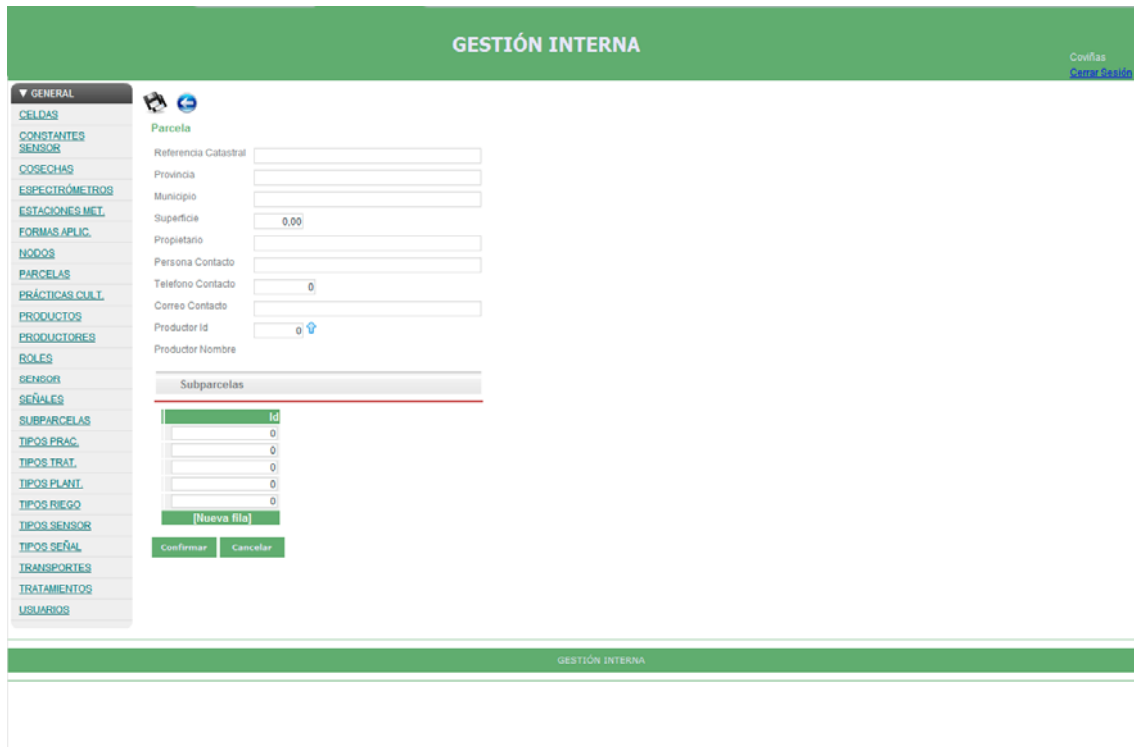 GESTIÓN INTERNA
Coviñas
Cerrar Sesión
▼ GENERAL
CELDAS
CONSTANTES
SENSOR
COSECHAS
ESPECTRÓMETROS
ESTACIONES MET.
FORMAS APLIC.
NODOS
PARCELAS
PRÁCTICAS CULT.
PRODUCTOS
PRODUCTORES
ROLES
SENSOR
SEÑALES
SUBPARCELAS
TIPOS PRAC.
TIPOS TRAT.
TIPOS PLANT.
TIPOS RIEGO
TIPOS SENSOR
TIPOS SEÑAL
TRANSPORTES
TRATAMIENTOS
USUARIOS
Parcela
Referencia Catastral
Provincia
Municipio
Superficie 0,00
Propietario
Persona Contacto
Telefono Contacto 0
Correo Contacto
Productor Id 0
Productor Nombre
Subparcelas
Id
0
0
0
0
0
[Nueva fila]
Confirmar Cancelar
GESTIÓN INTERNA